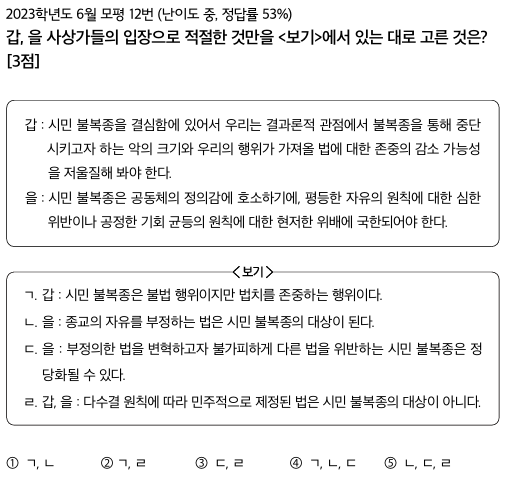 2023학년도 6월 모평 12번 (난이도 중, 정답률 53%)
갑, 을 사상가들의 입장으로 적절한 것만을 <보기>에서 있는 대로 고른 것은?
[3점]
갑 : 시민 불복종을 결심함에 있어서 우리는 결과론적 관점에서 불복종을 통해 중단
시키고자 하는 악의 크기와 우리의 행위가 가져올 법에 대한 존중의 감소 가능성
을 저울질해 봐야 한다.
을 : 시민 불복종은 공동체의 정의감에 호소하기에, 평등한 자유의 원칙에 대한 심한
위반이나 공정한 기회 균등의 원칙에 대한 현저한 위배에 국한되어야 한다.
<보기>
ㄱ. 갑 : 시민 불복종은 불법 행위이지만 법치를 존중하는 행위이다.
ㄴ. 을 : 종교의 자유를 부정하는 법은 시민 불복종의 대상이 된다.
ㄷ. 을 : 부정의한 법을 변혁하고자 불가피하게 다른 법을 위반하는 시민 불복종은 정
당화될 수 있다.
ㄹ. 갑, 을 : 다수결 원칙에 따라 민주적으로 제정된 법은 시민 불복종의 대상이 아니다.
① ㄱ, ㄴ ② ㄱ, ㄹ ③ ㄷ, ㄹ ④ ㄱ, ㄴ, ㄷ ⑤ ㄴ, ㄷ, ㄹ